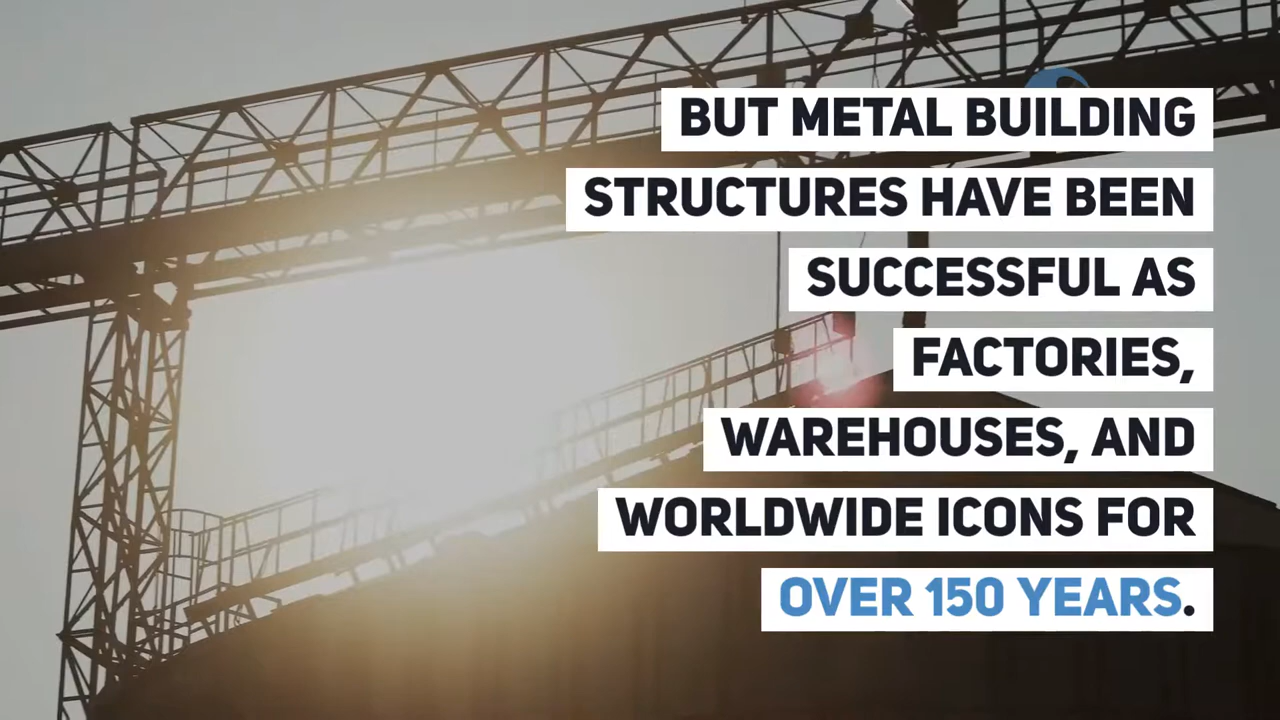 BUT METAL BUILDING
STRUCTURES HAVE BEEN
SUCCESSFUL AS
FACTORIES,
WAREHOUSES, AND
WORLDWIDE ICONS FOR
OVER 150 YEARS.